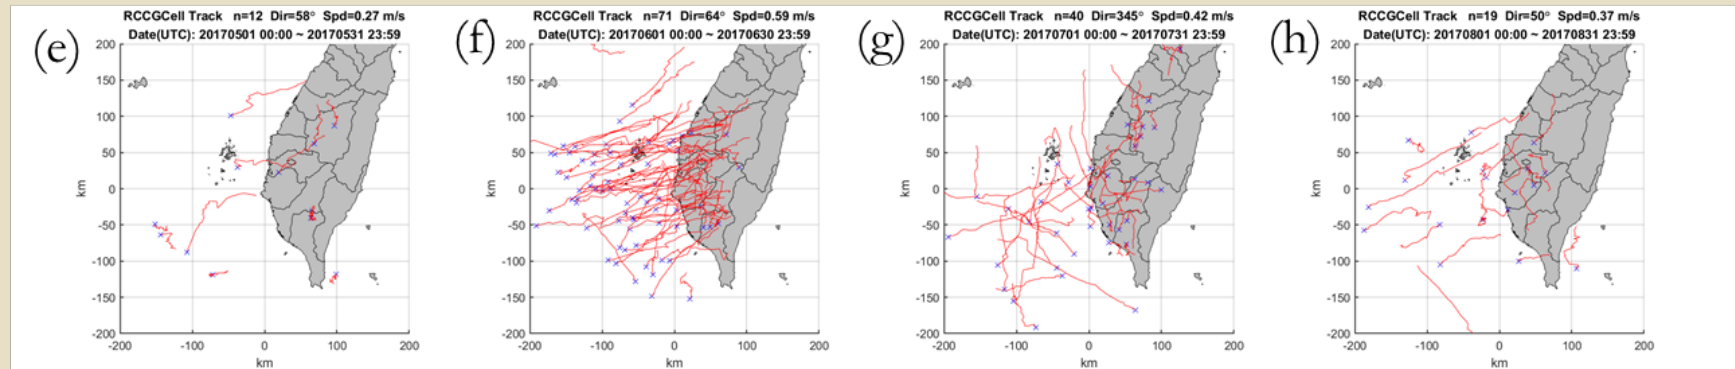 (e)
RCCGCell Track n=12 Dir=58° Spd=0.27 m/s
Date(UTC): 20170501 00:00 ~ 20170531 23:59
200
150
100
50
0
-50
-100
-150
-200
km
-200 -100 0 100 200
km
(f)
RCCGCell Track n=71 Dir=64° Spd=0.59 m/s
Date(UTC): 20170601 00:00 ~ 20170630 23:59
200
150
100
50
0
-50
-100
-150
-200
km
-200 -100 0 100 200
km
(g)
RCCGCell Track n=40 Dir=345° Spd=0.42 m/s
Date(UTC): 20170701 00:00 ~ 20170731 23:59
200
150
100
50
0
-50
-100
-150
-200
km
-200 -100 0 100 200
km
(h)
RCCGCell Track n=19 Dir=50° Spd=0.37 m/s
Date(UTC): 20170801 00:00 ~ 20170831 23:59
200
150
100
50
0
-50
-100
-150
-200
km
-200 -100 0 100 200
km